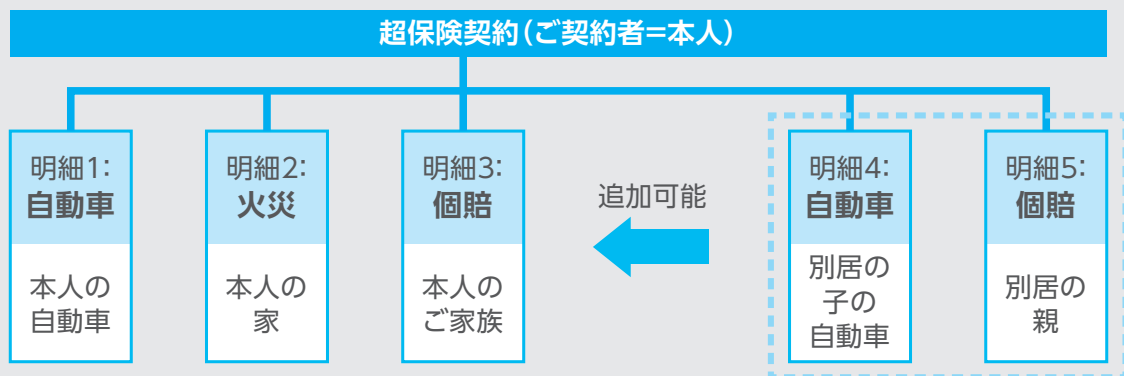 超保険契約(ご契約者=本人)
明細1:
自動車
本人の
自動車
明細2:
火災
本人の
家
明細3:
個賠
本人の
ご家族
追加可能
明細4:
自動車
別居の
子の
自動車
明細5:
個賠
別居の
親